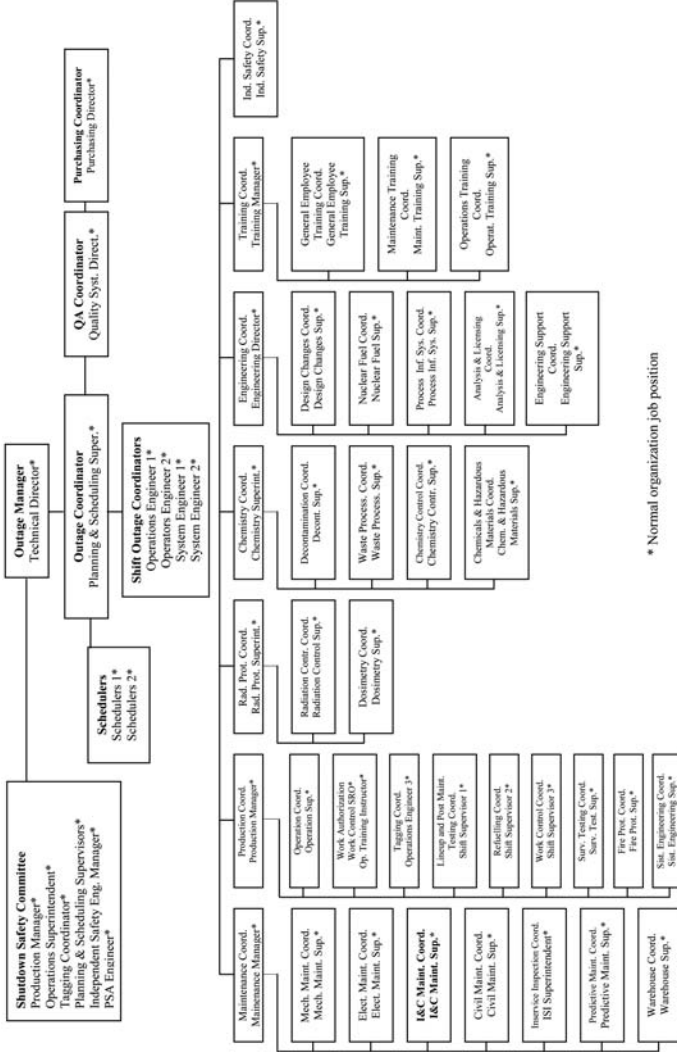 Shutdown Safety Committee
Production Manager*
Operations Superintendent*
Tagging Coordinator*
Planning & Scheduling Supervisors*
Independent Safety Eng. Manager*
PSA Engineer*
Outage Manager
Technical Director*
Schedulers
Schedulers 1*
Schedulers 2*
Outage Coordinator
Planning & Scheduling Super.*
QA Coordinator
Quality Syst. Direct.*
Purchasing Coordinator
Purchasing Director*
Shift Outage Coordinators
Operations Engineer 1*
Operators Engineer 2*
System Engineer 1*
System Engineer 2*
Maintenance Coord.
Mainenance Manager*
Mech. Maint. Coord.
Mech. Maint. Sup.*
Elect. Maint. Coord.
Elect. Maint. Sup.*
I&C Maint. Coord.
I&C Maint. Sup.*
Civil Maint. Coord.
Civil Maint. Sup.*
Inservice Inspection Coord.
ISI Superintendent*
Predictive Maint. Coord.
Predictive Maint. Sup.*
Warehouse Coord.
Warehouse Sup.*
Production Coord.
Production Manager*
Operation Coord.
Operation Sup.*
Work Authorization
Work Control SRO*
Op. Training Instructor*
Tagging Coord.
Operations Engineer 3*
Lineup and Post Maint.
Testing Coord.
Shift Supervisor 1*
Refuelling Coord.
Shift Supervisor 2*
Work Control Coord.
Shift Supervisor 3*
Surv. Testing Coord.
Surv. Test. Sup.*
Fire Prot. Coord.
Fire Prot. Sup.*
Sist. Engineering Coord.
Sist. Engineering Sup.*
Rad. Prot. Coord.
Rad. Prot. Superint.*
Radiation Contr. Coord.
Radiation Control Sup.*
Dosimetry Coord.
Dosimetry Sup.*
Chemistry Coord.
Chemistry Superint.*
Decontamination Coord.
Decont. Sup.*
Waste Process. Coord.
Waste Process. Sup.*
Chemistry Control Coord.
Chemistry Contr. Sup.*
Chemicals & Hazardous
Materials Coord.
Chem. & Hazardous
Materials Sup.*
Engineering Coord.
Engineering Director*
Design Changes Coord.
Design Changes Sup.*
Nuclear Fuel Coord.
Nuclear Fuel Sup.*
Process Inf. Sys. Coord.
Process Inf. Sys. Sup.*
Analysis & Licensing
Coord.
Analysis & Licensing Sup.*
Engineering Support
Coord.
Engineering Support
Sup.*
Training Coord.
Training Manager*
General Employee
Training Coord.
General Employee
Training Sup.*
Maintenance Training
Coord.
Maint. Training Sup.*
Operations Training
Coord.
Operat. Training Sup.*
Ind. Safety Coord.
Ind. Safety Sup.*
* Normal organization job position